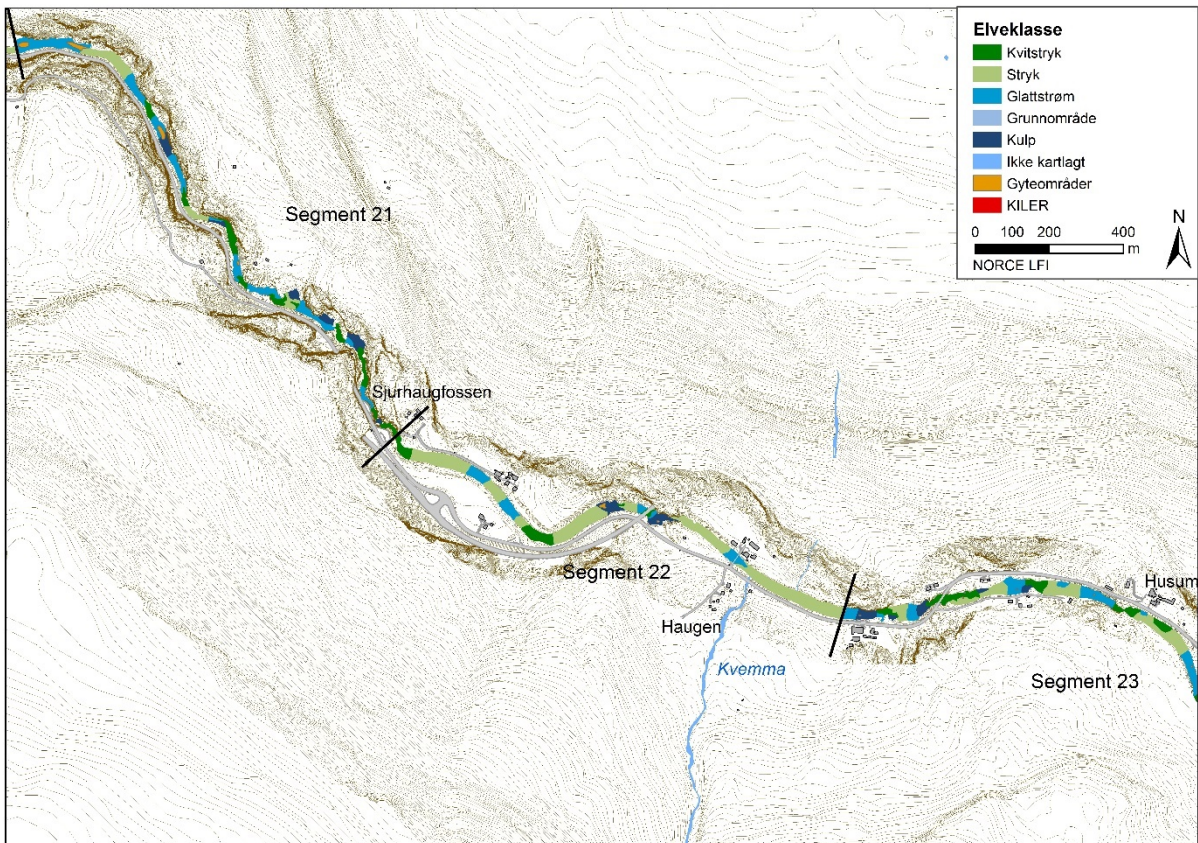 Elveklasse
Kvitstryk
Stryk
Glattstrøm
Grunnområde
Kulp
Ikke kartlagt
Gyteområder
KILER
N
0 100 200 400
m
NORCE LFI
Segment 21
Sjurhaugfossen
Segment 22
Haugen
Kvemma
Husum
Segment 23